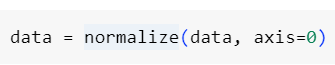 data = normalize(data, axis=0)